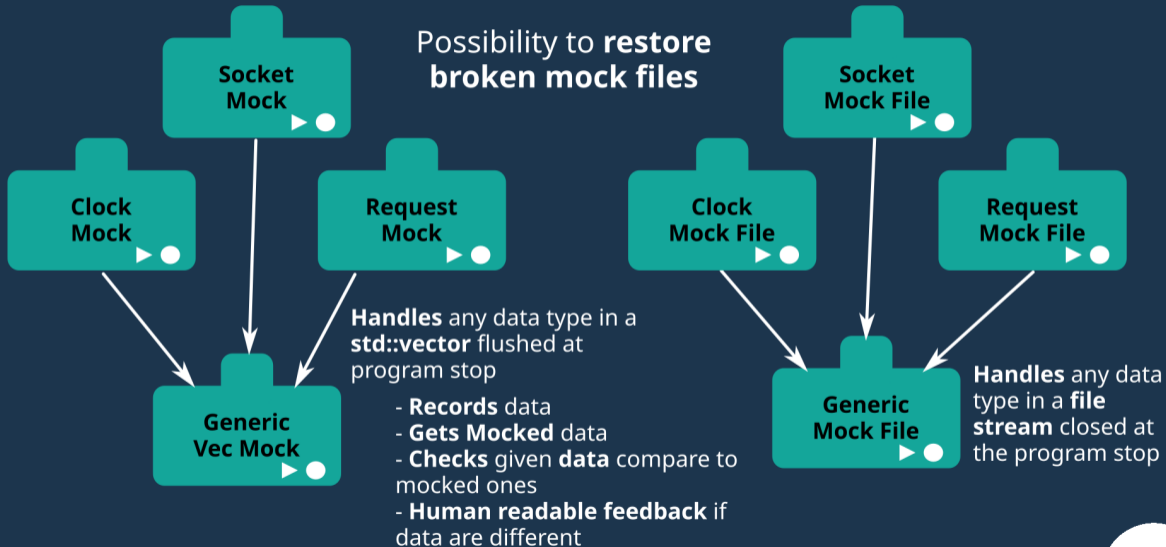 Possibility to restore
broken mock files
Socket
Mock
Clock
Mock
Request
Mock
Handles any data type in a
std::vector flushed at
program stop
Generic
Vec Mock
- Records data
- Gets Mocked data
- Checks given data compare to
mocked ones
- Human readable feedback if
data are different
Socket
Mock File
Clock
Mock File
Request
Mock File
Generic
Mock File
Handles any data
type in a file
stream closed at
the program stop